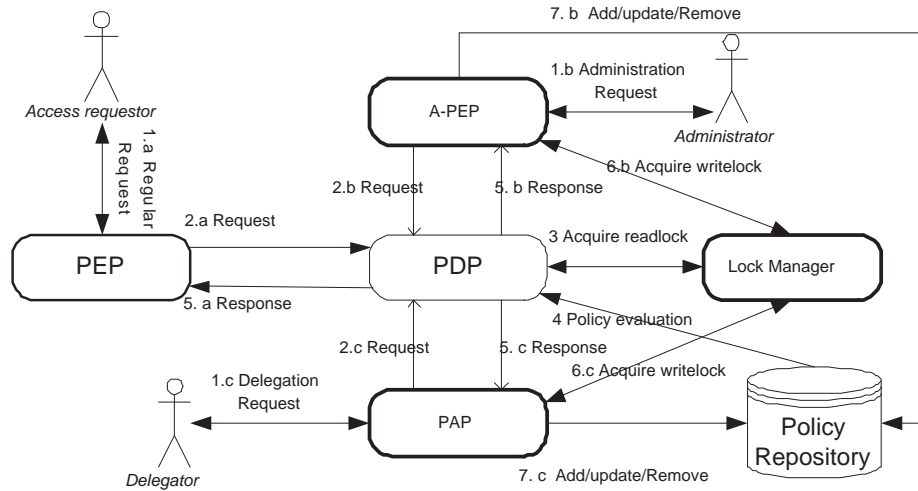 7. b Add/update/Remove
Access requestor
1.a Regular
Request
A-PEP
1.b Administration
Request
Administrator
2.b Request
5. b Response
6.b Acquire writelock
2.a Request
PEP
PDP
3 Acquire readlock
Lock Manager
5. a Response
4 Policy evaluation
2.c Request
5. c Response
6.c Acquire writelock
1.c Delegation
Request
Delegator
PAP
Policy
Repository
7. c Add/update/Remove